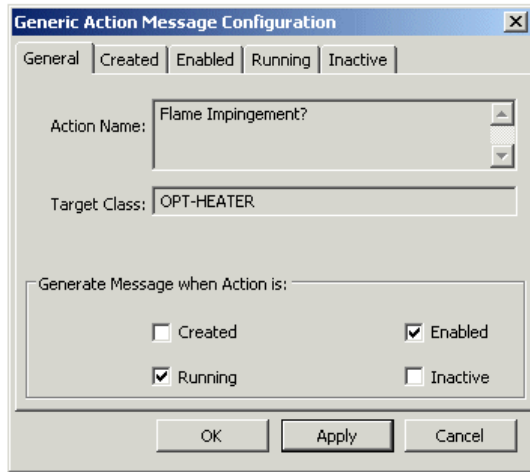 Generic Action Message Configuration
General Created Enabled Running Inactive
Action Name: Flame Impingement?
Target Class: OPT-HEATER
Generate Message when Action is:
Created Enabled
Running Inactive
OK Apply Cancel